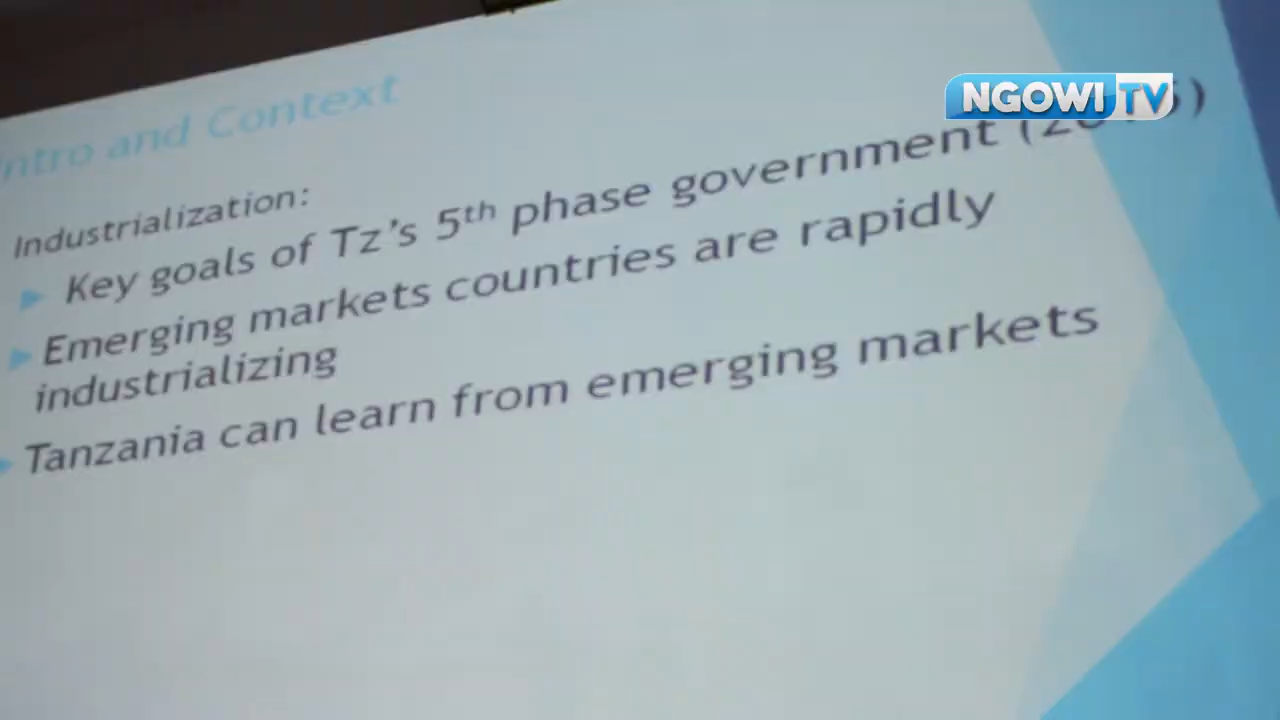 NGOWI TV
Intro and Context
Industrialization:
Key goals of Tz's 5th phase government
Emerging markets countries are rapidly
industrializing
Tanzania can learn from emerging markets